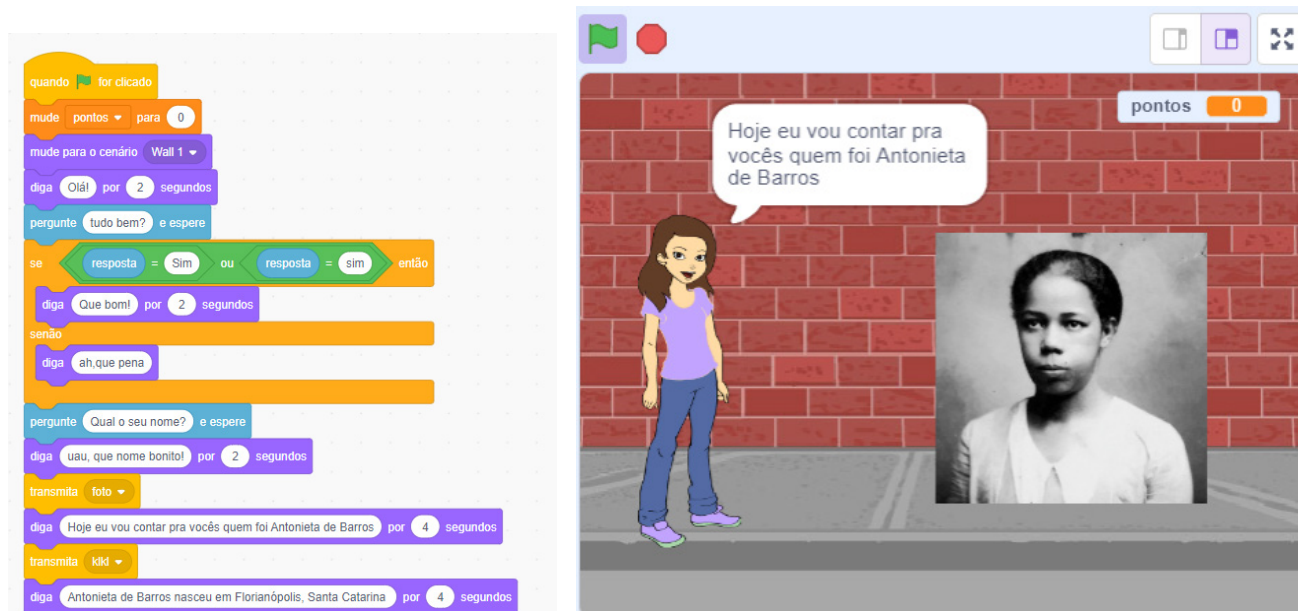 quando for clicado
mude pontos para 0
mude para o cenário Wall 1
diga Olá! por 2 segundos
pergunte tudo bem? e espere
se resposta = Sim ou resposta = sim então
diga Que bom! por 2 segundos
senão
diga ah,que pena
pergunte Qual o seu nome? e espere
diga uau, que nome bonito! por 2 segundos
transmita foto
diga Hoje eu vou contar pra vocês quem foi Antonieta de Barros por 4 segundos
transmita kiki
diga Antonieta de Barros nasceu em Florianópolis, Santa Catarina por 4 segundos
pontos 0
Hoje eu vou contar pra
vocês quem foi Antonieta
de Barros